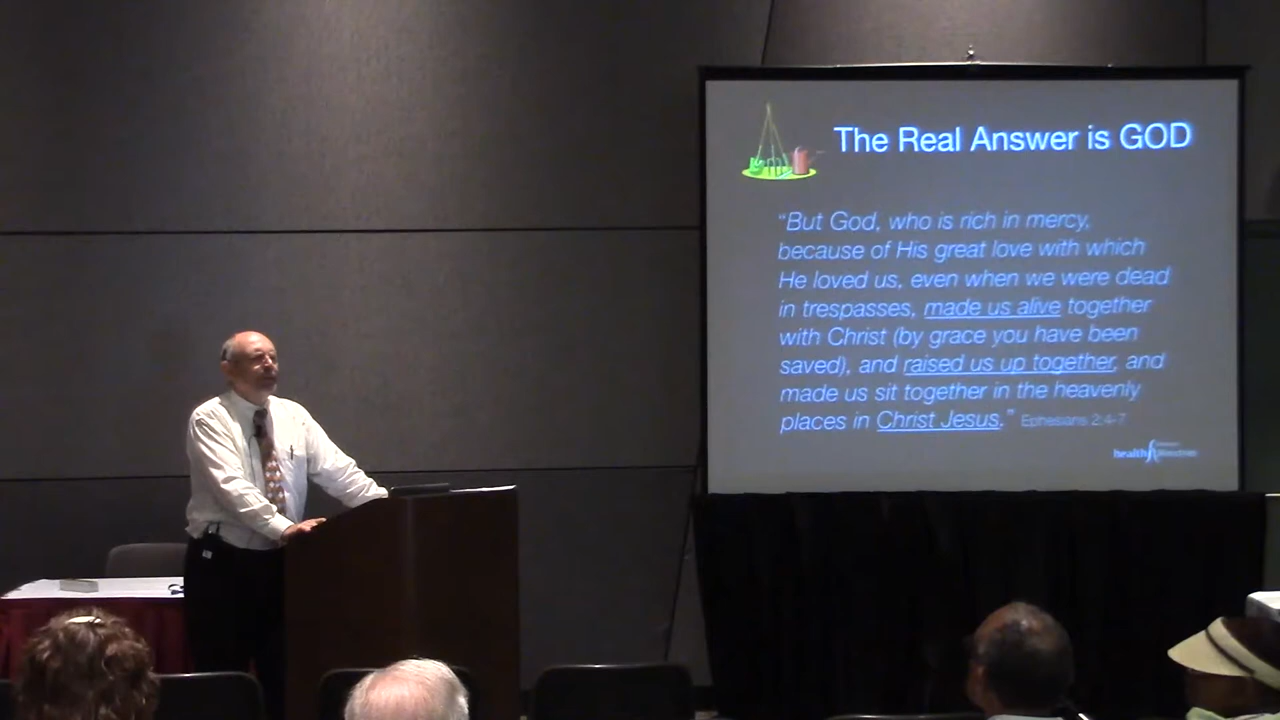 The Real Answer is GOD
“But God, who is rich in mercy,
because of His great love with which
He loved us, even when we were dead
in trespasses, made us alive together
with Christ (by grace you have been
saved), and raised us up together, and
made us sit together in the heavenly
places in Christ Jesus.” Ephesians 2:4-7
health